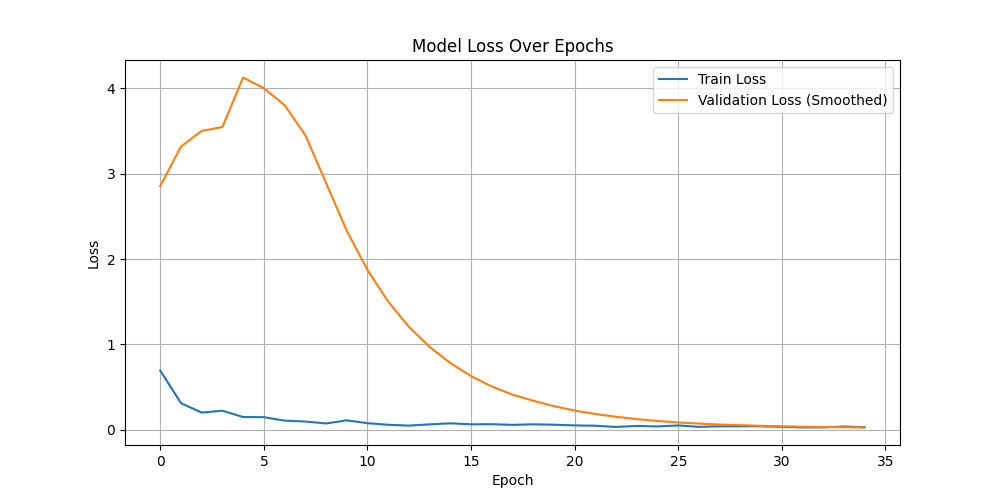 Model Loss Over Epochs
Train Loss
Validation Loss (Smoothed)
4
3
2
1
0
Loss
0 5 10 15 20 25 30 35
Epoch